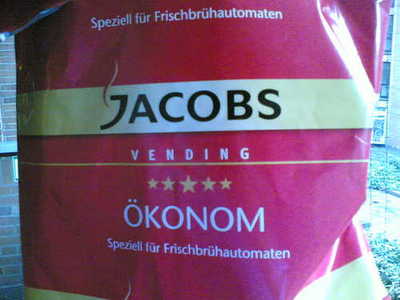 Speziell für Frischbrühautomaten
JACOBS
VENDING
ÖKONOM
Speziell für Frischbrühautomaten